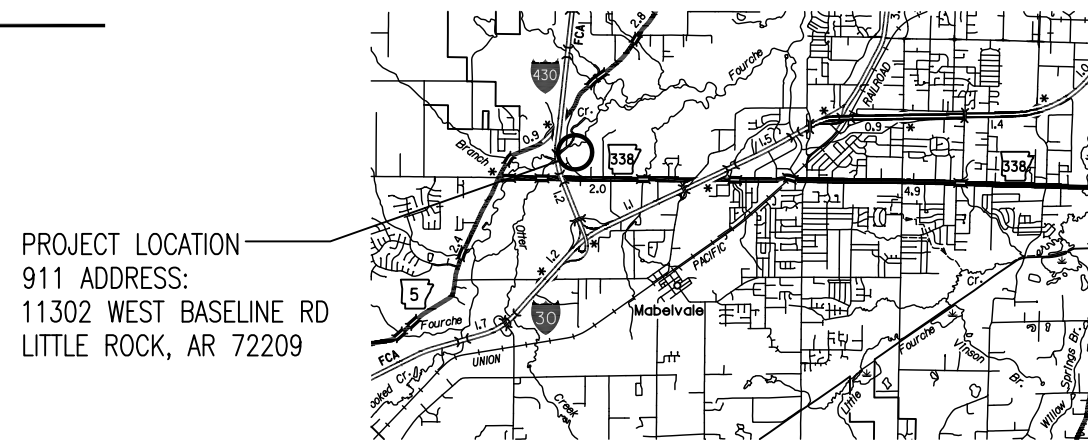 PROJECT LOCATION
911 ADDRESS:
11302 WEST BASELINE RD
LITTLE ROCK, AR 72209
FCA
2.8
430
Fourche
Cr.
RAILROAD
1.0
0.9
Branch
338
1.5
0.9
1.4
338
1.2
2.0
4.9
1.1
Otter
2.4
1.2
PACIFIC
5
Cr.
Mabelvale
30
Fourche
1.7
FCA
UNION
Fourche
Vinson
Br.
Springs Br.
Creek
Little
Willow